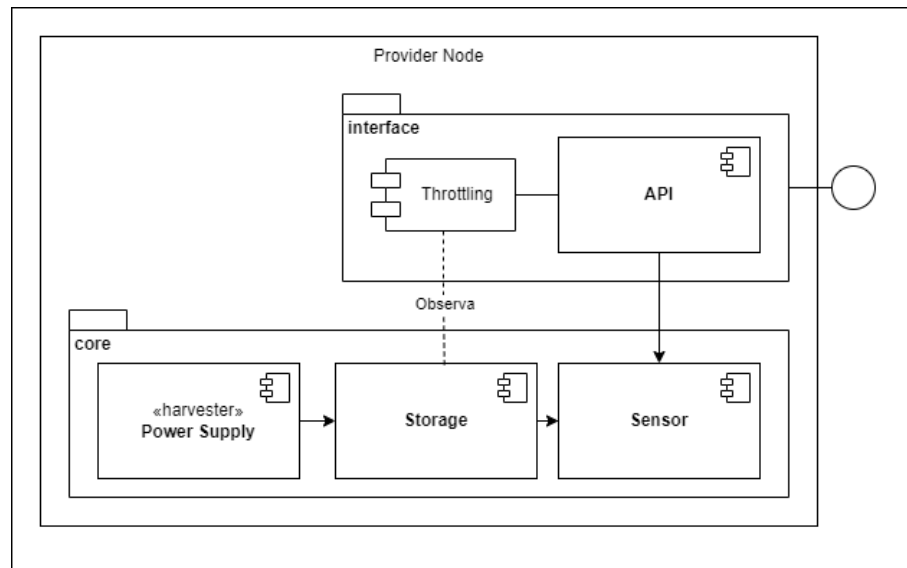 Provider Node
interface
Throttling
API
Observa
core
«harvester»
Power Supply
Storage
Sensor